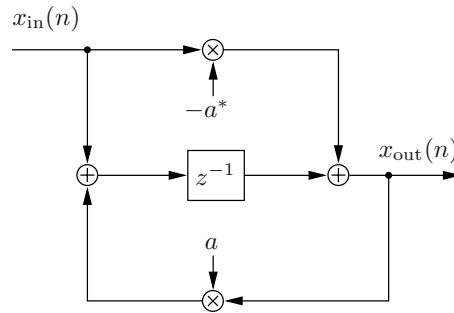 x_in(n)
−a*
x_out(n)
z⁻¹
a